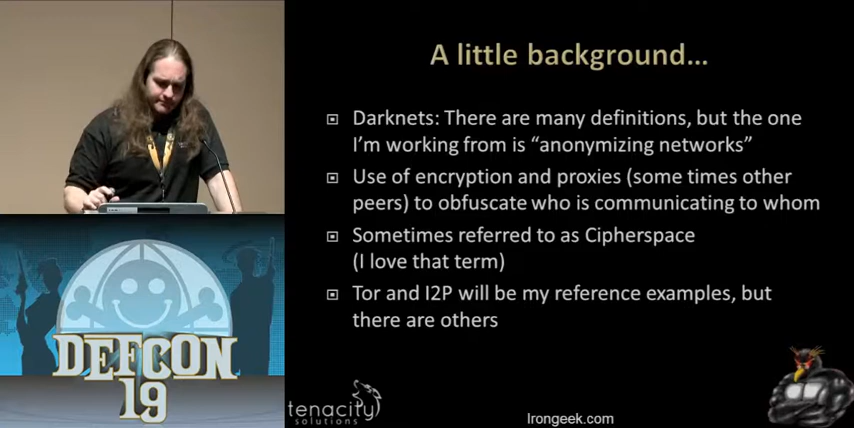 A little background...
Darknets: There are many definitions, but the one
I'm working from is “anonymizing networks”
Use of encryption and proxies (some times other
peers) to obfuscate who is communicating to whom
Sometimes referred to as Cipherspace
(I love that term)
Tor and I2P will be my reference examples, but
there are others
DEFCON
19
tenacity
solutions
Irongeek.com